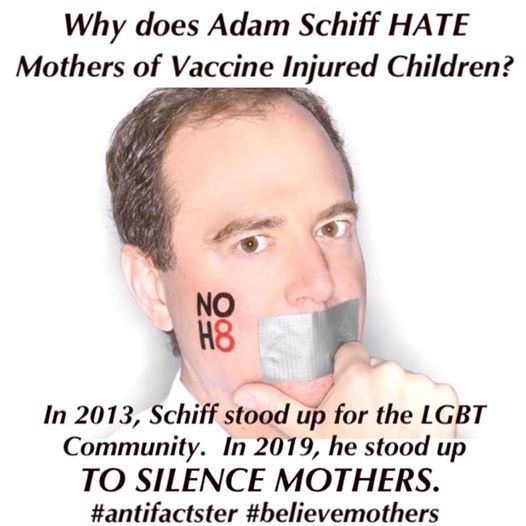 Why does Adam Schiff HATE
Mothers of Vaccine Injured Children?
NO
H8
In 2013, Schiff stood up for the LGBT
Community. In 2019, he stood up
TO SILENCE MOTHERS.
#antifactster #believemothers